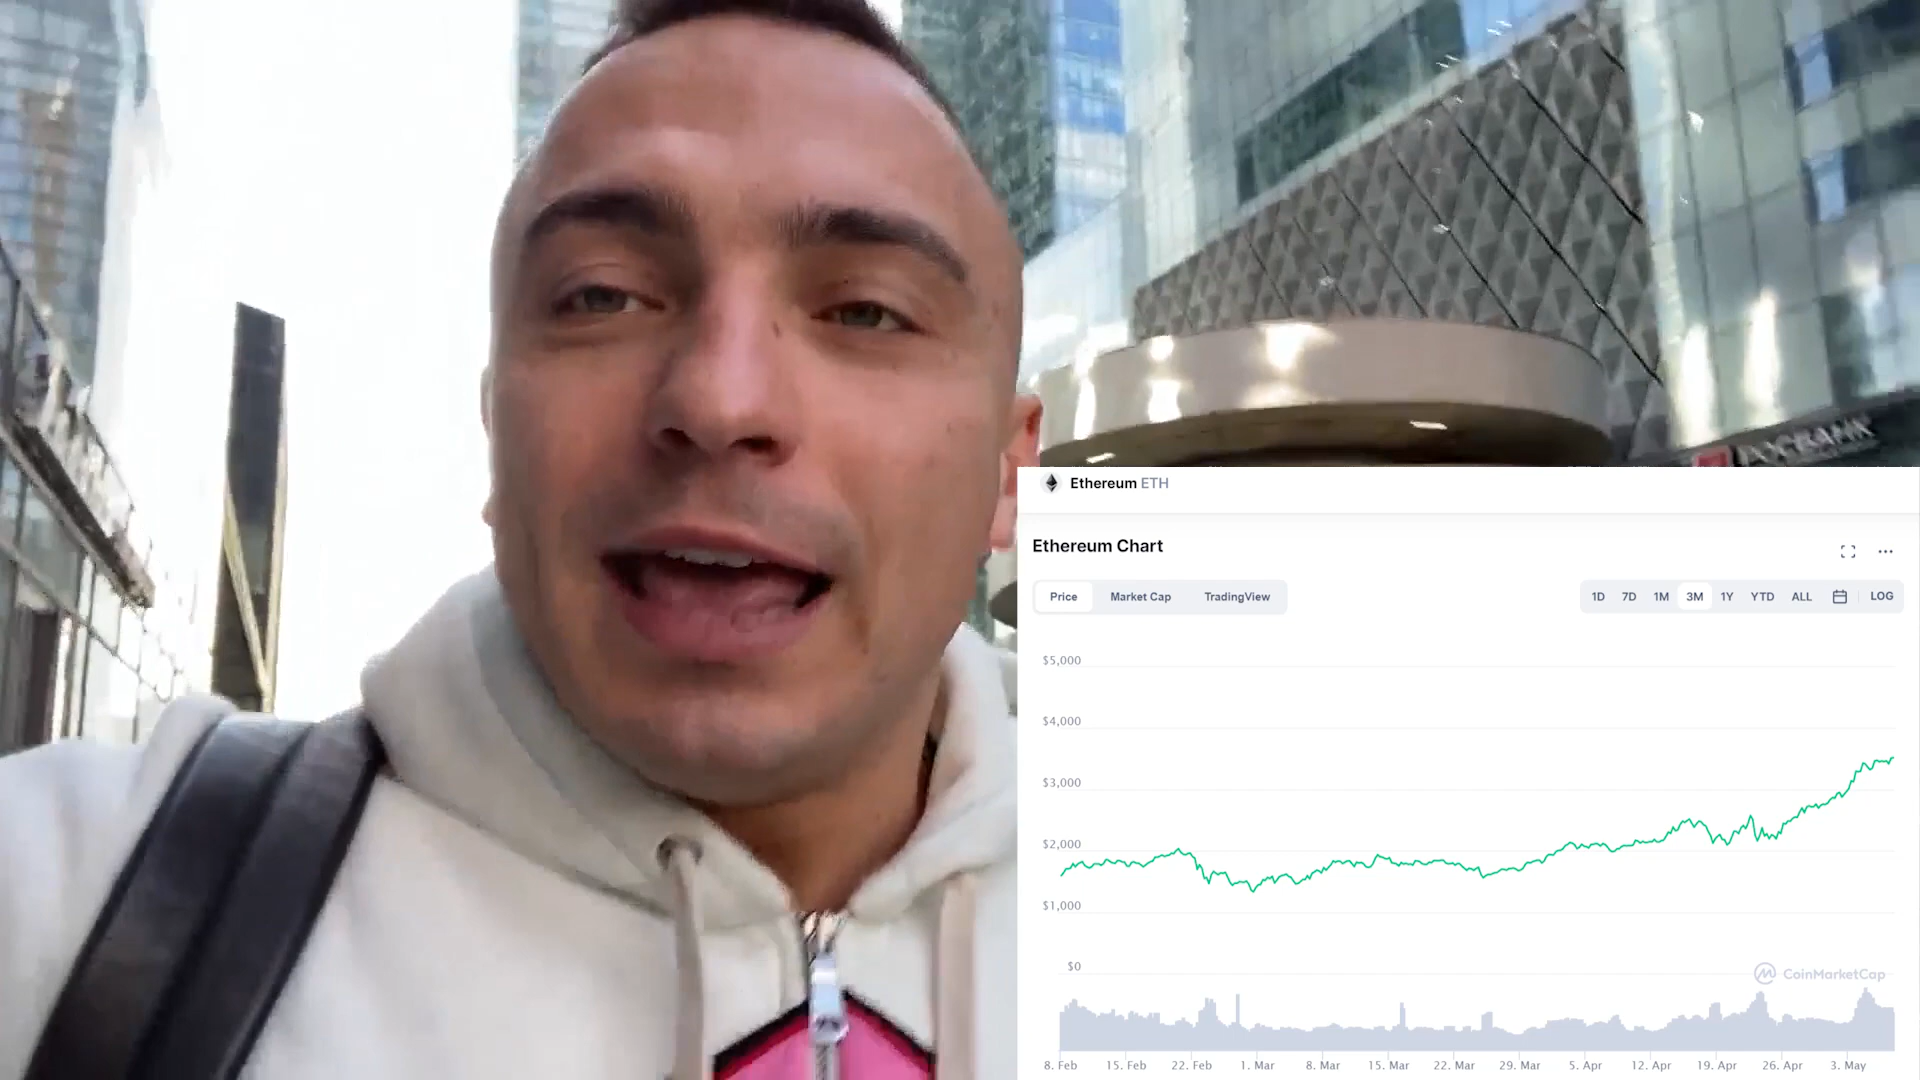 Ethereum ETH
Ethereum Chart
Price Market Cap TradingView
1D 7D 1M 3M 1Y YTD ALL LOG
$5,000
$4,000
$3,000
$2,000
$1,000
$0
CoinMarketCap
8. Feb 15. Feb 22. Feb 1. Mar 8. Mar 15. Mar 22. Mar 29. Mar 5. Apr 12. Apr 19. Apr 26. Apr 3. May